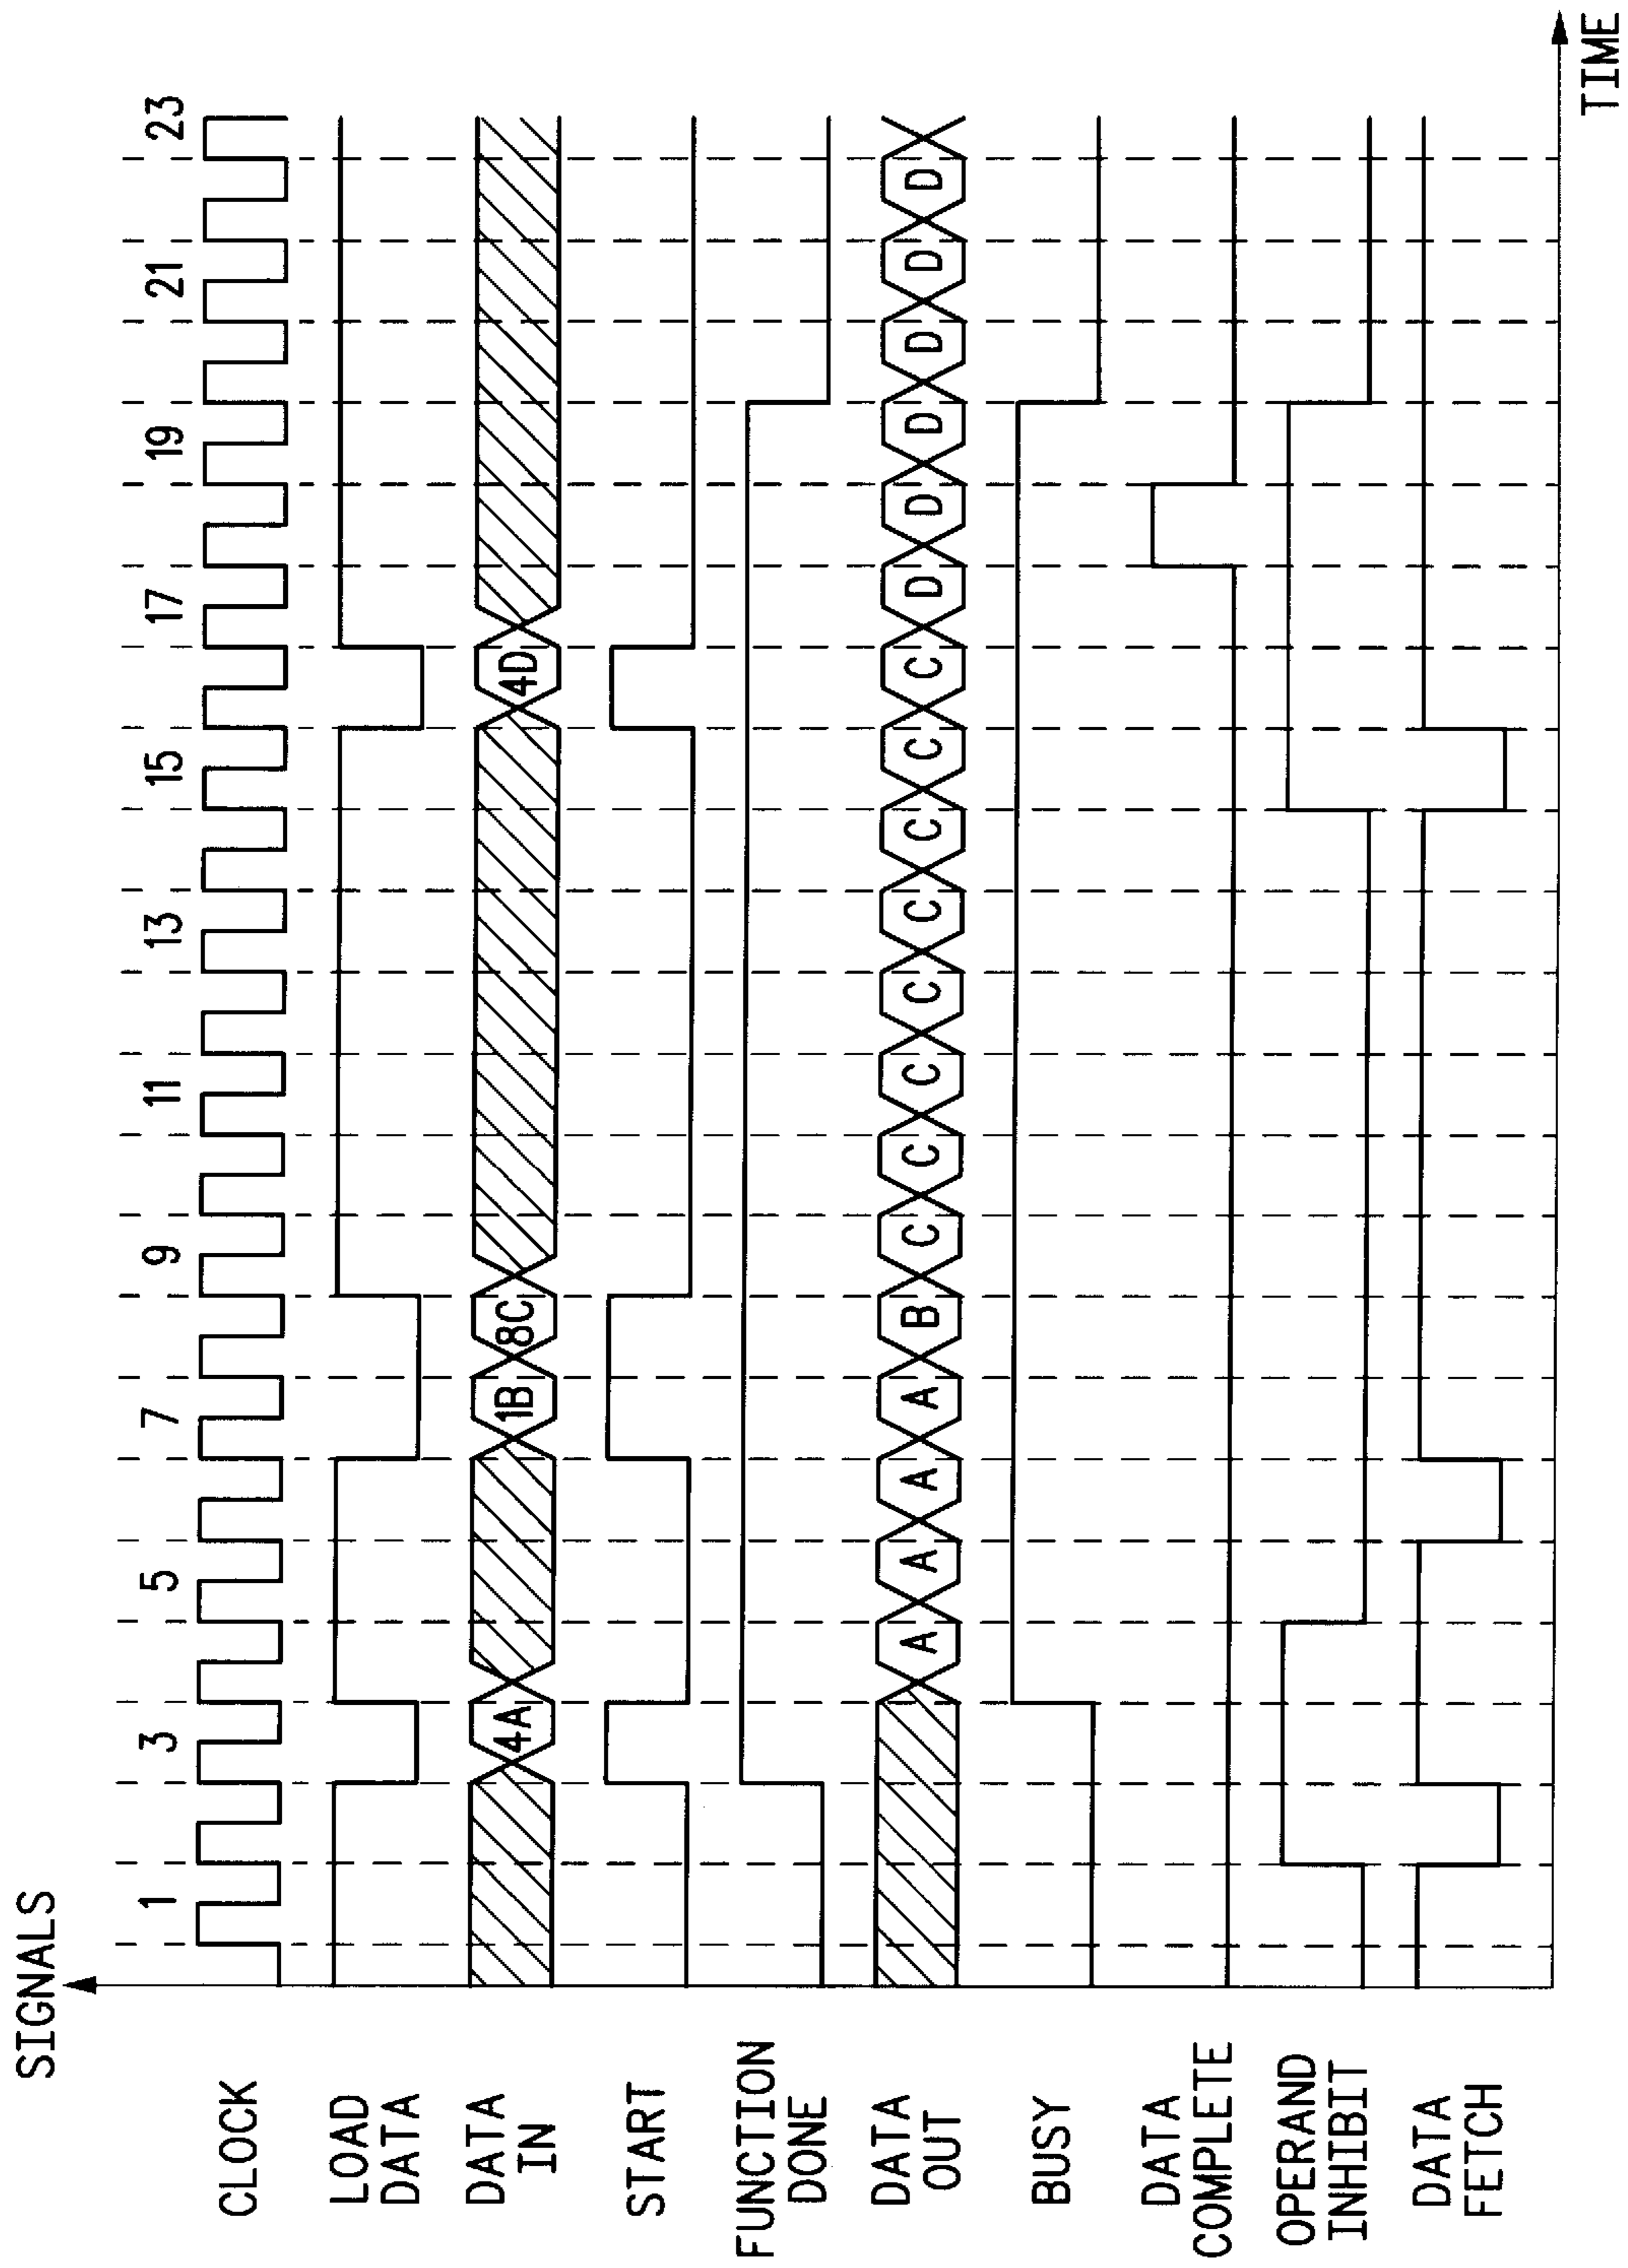 SIGNALS
1 3 5 7 9 11 13 15 17 19 21 23
CLOCK
LOAD
DATA
DATA
IN
4A 1B 8C 4D
START
FUNCTION
DONE
DATA
OUT
A A A A B C C C C C C C C D D D D D D
BUSY
DATA
COMPLETE
OPERAND
INHIBIT
DATA
FETCH
TIME